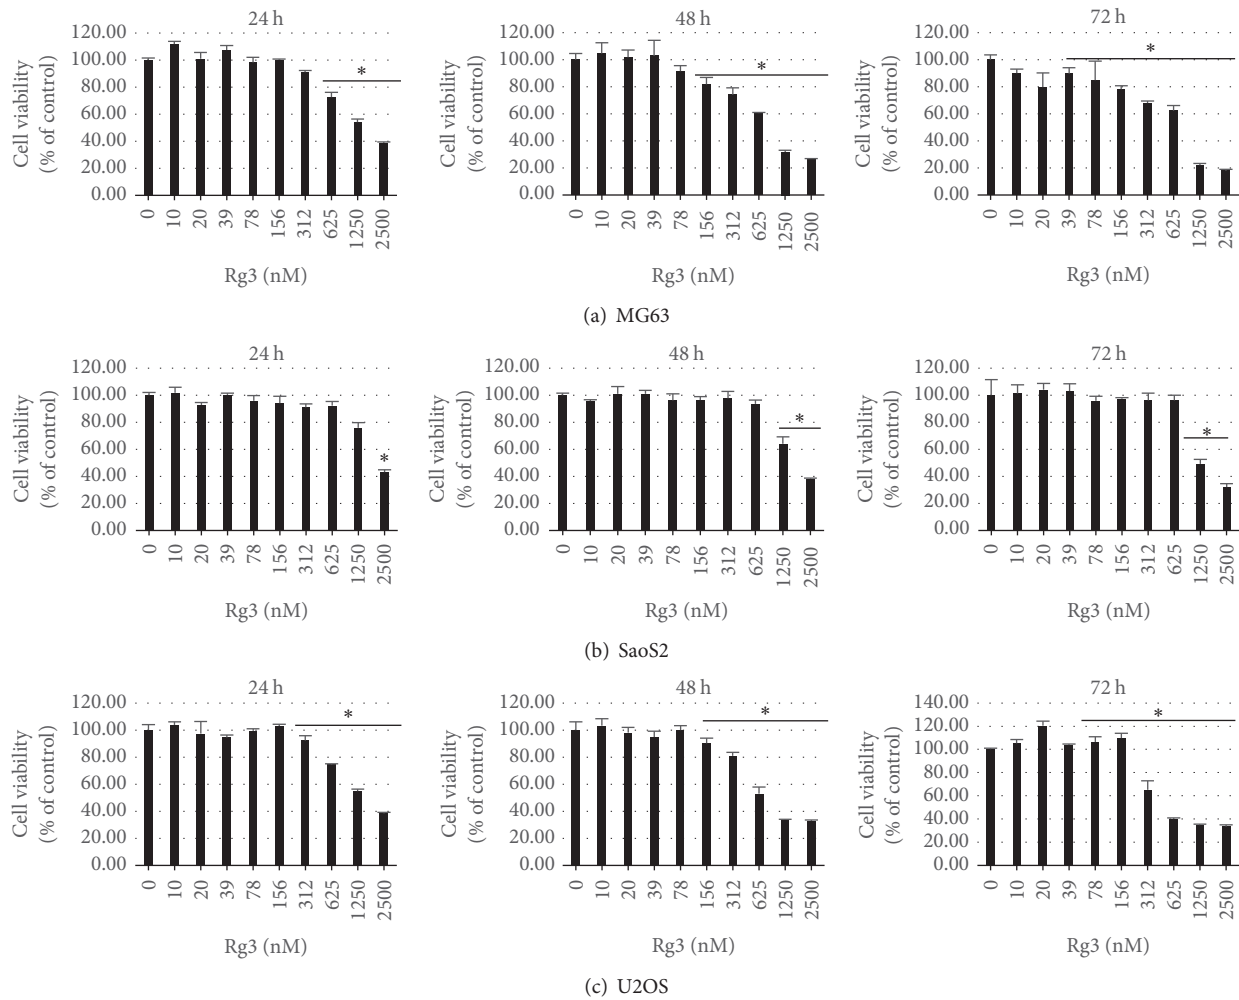 24 h
Cell viability
(% of control)
120.00
100.00
80.00
60.00
40.00
20.00
0.00
*
0 10 20 39 78 156 312 625 1250 2500
Rg3 (nM)
48 h
Cell viability
(% of control)
120.00
100.00
80.00
60.00
40.00
20.00
0.00
*
0 10 20 39 78 156 312 625 1250 2500
Rg3 (nM)
72 h
Cell viability
(% of control)
120.00
100.00
80.00
60.00
40.00
20.00
0.00
*
0 10 20 39 78 156 312 625 1250 2500
Rg3 (nM)
(a) MG63
24 h
Cell viability
(% of control)
120.00
100.00
80.00
60.00
40.00
20.00
0.00
*
0 10 20 39 78 156 312 625 1250 2500
Rg3 (nM)
48 h
Cell viability
(% of control)
120.00
100.00
80.00
60.00
40.00
20.00
0.00
*
0 10 20 39 78 156 312 625 1250 2500
Rg3 (nM)
72 h
Cell viability
(% of control)
120.00
100.00
80.00
60.00
40.00
20.00
0.00
*
0 10 20 39 78 156 312 625 1250 2500
Rg3 (nM)
(b) SaoS2
24 h
Cell viability
(% of control)
120.00
100.00
80.00
60.00
40.00
20.00
0.00
*
0 10 20 39 78 156 312 625 1250 2500
Rg3 (nM)
48 h
Cell viability
(% of control)
120.00
100.00
80.00
60.00
40.00
20.00
0.00
*
0 10 20 39 78 156 312 625 1250 2500
Rg3 (nM)
72 h
Cell viability
(% of control)
140.00
120.00
100.00
80.00
60.00
40.00
20.00
0.00
*
0 10 20 39 78 156 312 625 1250 2500
Rg3 (nM)
(c) U2OS